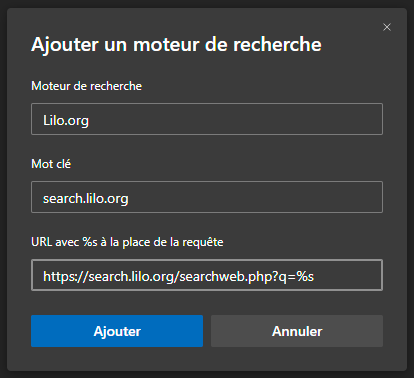 Ajouter un moteur de recherche
Moteur de recherche
Lilo.org
Mot clé
search.lilo.org
URL avec %s à la place de la requête
https://search.lilo.org/searchweb.php?q=%s
Ajouter
Annuler